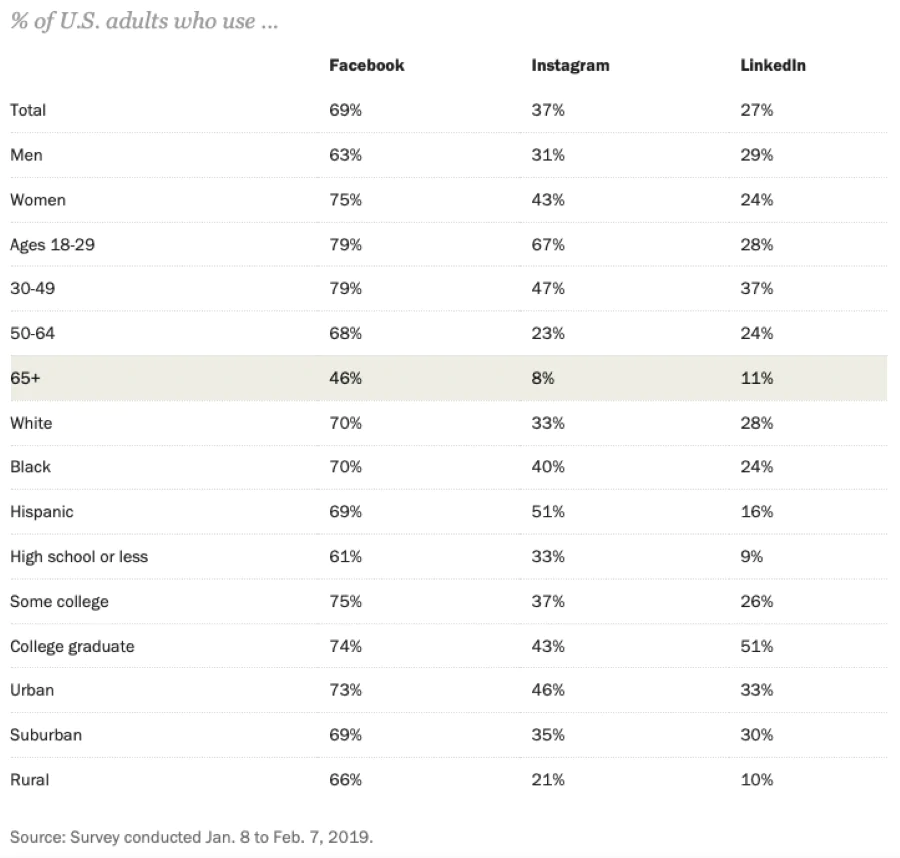 % of U.S. adults who use ...
Facebook Instagram LinkedIn
Total 69% 37% 27%
Men 63% 31% 29%
Women 75% 43% 24%
Ages 18-29 79% 67% 28%
30-49 79% 47% 37%
50-64 68% 23% 24%
65+ 46% 8% 11%
White 70% 33% 28%
Black 70% 40% 24%
Hispanic 69% 51% 16%
High school or less 61% 33% 9%
Some college 75% 37% 26%
College graduate 74% 43% 51%
Urban 73% 46% 33%
Suburban 69% 35% 30%
Rural 66% 21% 10%
Source: Survey conducted Jan. 8 to Feb. 7, 2019.